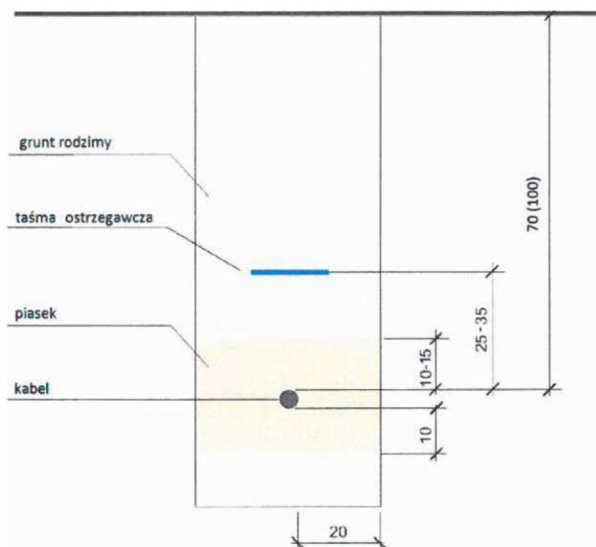 grunt rodzimy
taśma ostrzegawcza
piasek
kabel
70 (100)
25 - 35
10-15
10
20